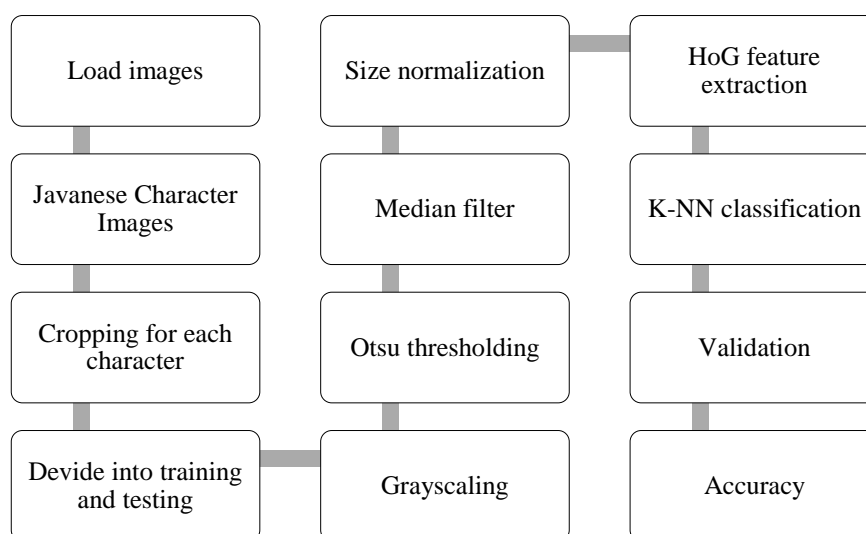 Load images
Javanese Character
Images
Cropping for each
character
Devide into training
and testing
Grayscaling
Otsu thresholding
Median filter
Size normalization
HoG feature
extraction
K-NN classification
Validation
Accuracy